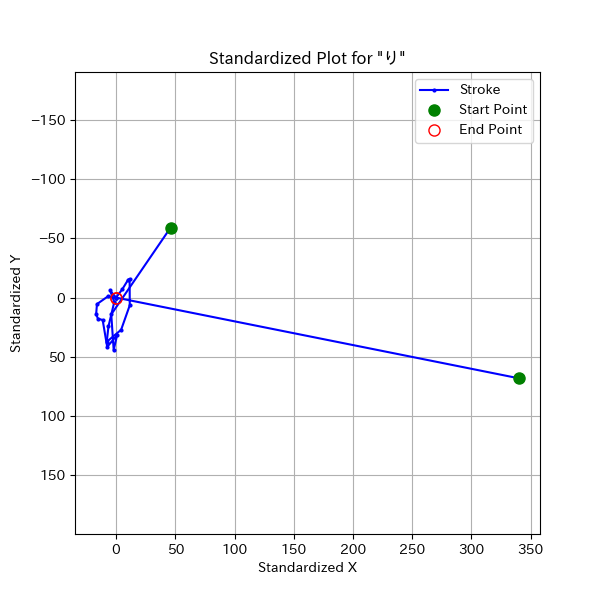 Standardized Plot for "り"
Stroke
Start Point
End Point
−150
−100
−50
0
50
100
150
Standardized Y
0 50 100 150 200 250 300 350
Standardized X